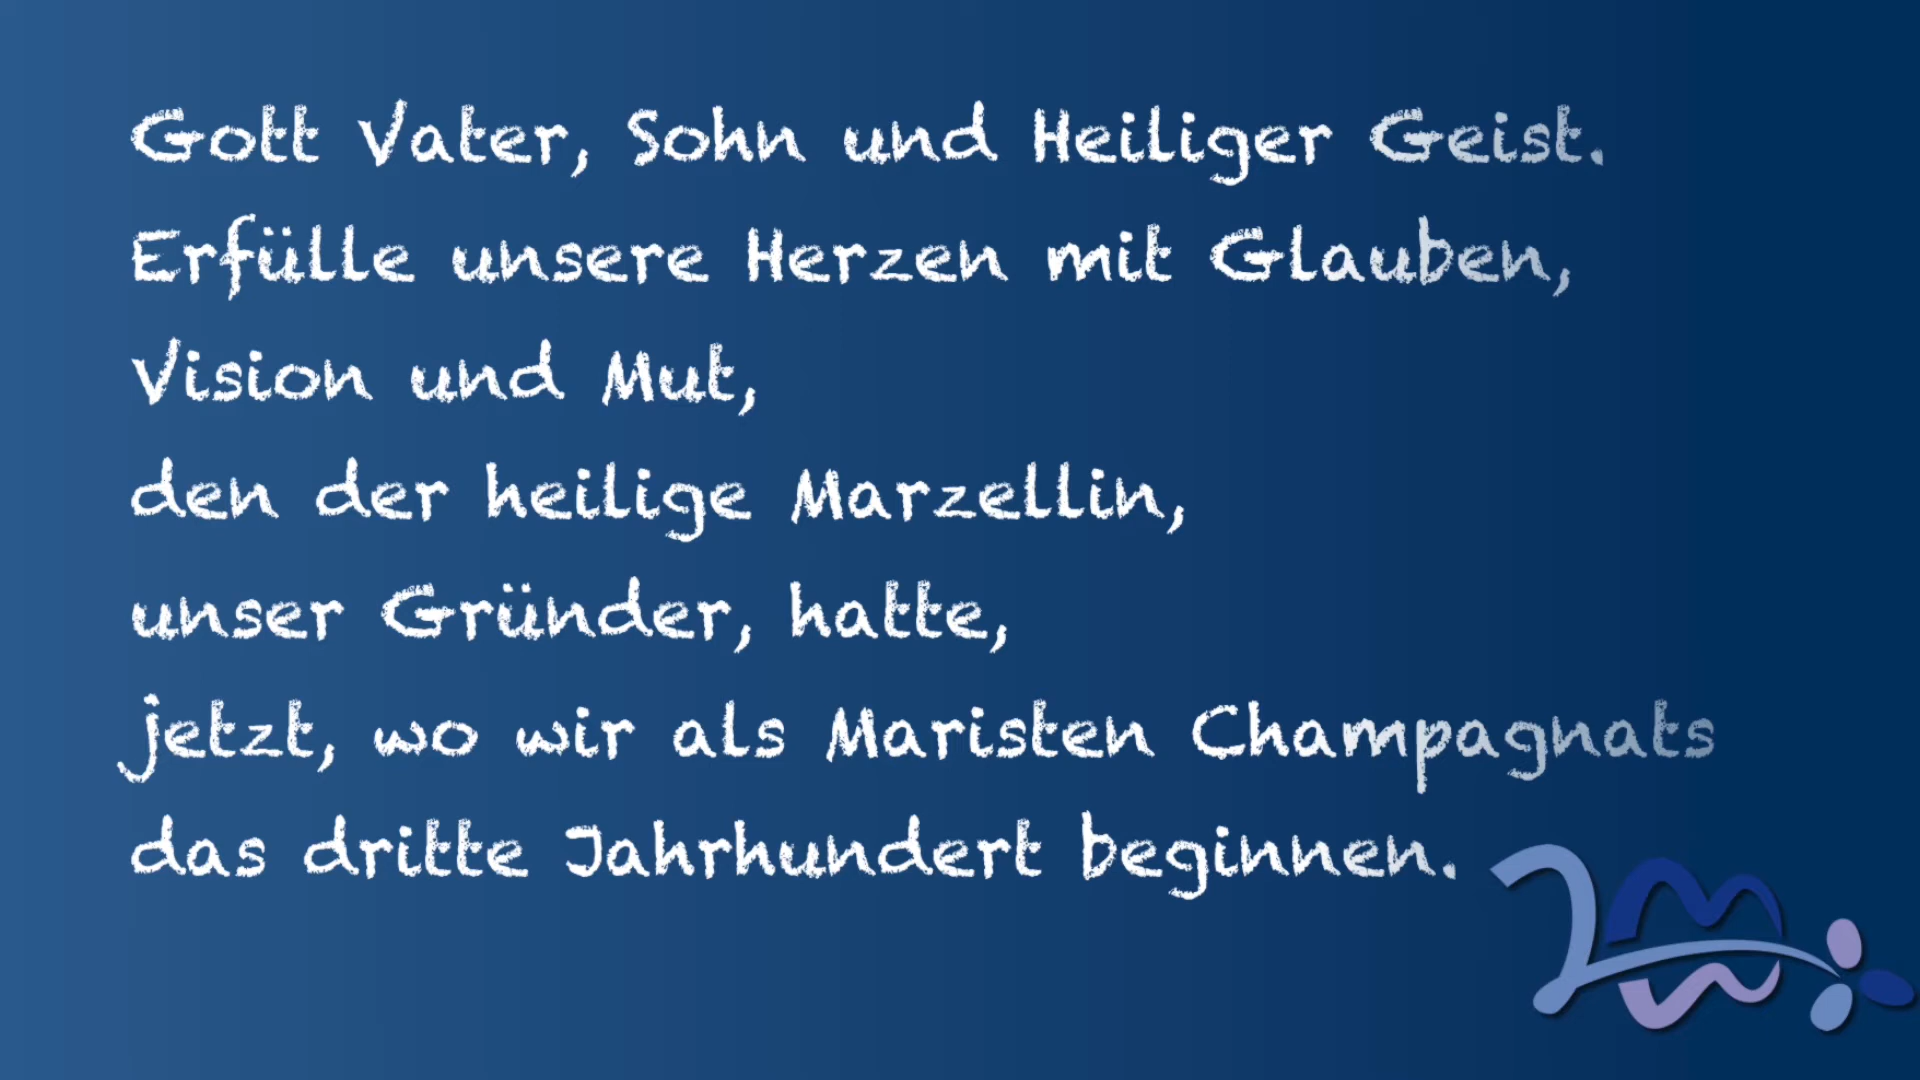 Gott Vater, Sohn und Heiliger Geist.
Erfülle unsere Herzen mit Glauben,
Vision und Mut,
den der heilige Marzellin,
unser Gründer, hatte,
jetzt, wo wir als Maristen Champagnats
das dritte Jahrhundert beginnen.